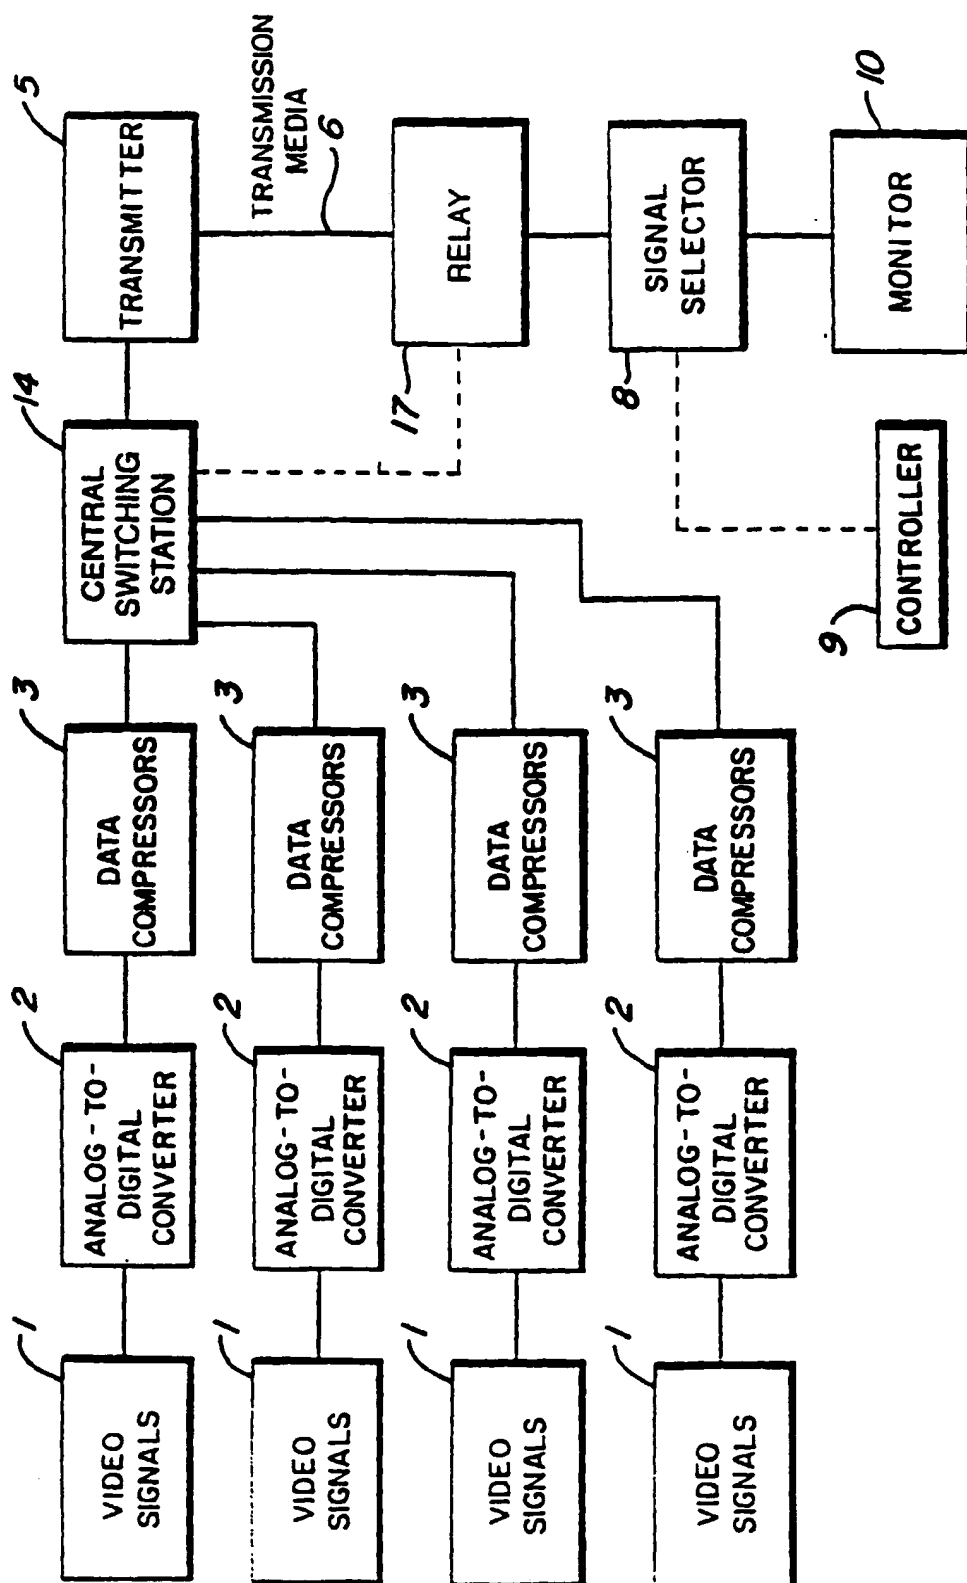 VIDEO
SIGNALS
1
ANALOG-TO-
DIGITAL
CONVERTER
2
DATA
COMPRESSORS
3
CENTRAL
SWITCHING
STATION
14
TRANSMITTER
5
VIDEO
SIGNALS
1
ANALOG-TO-
DIGITAL
CONVERTER
2
DATA
COMPRESSORS
3
TRANSMISSION
MEDIA
6
VIDEO
SIGNALS
1
ANALOG-TO-
DIGITAL
CONVERTER
2
DATA
COMPRESSORS
3
17
RELAY
VIDEO
SIGNALS
1
ANALOG-TO-
DIGITAL
CONVERTER
2
DATA
COMPRESSORS
3
8
SIGNAL
SELECTOR
9
CONTROLLER
MONITOR
10